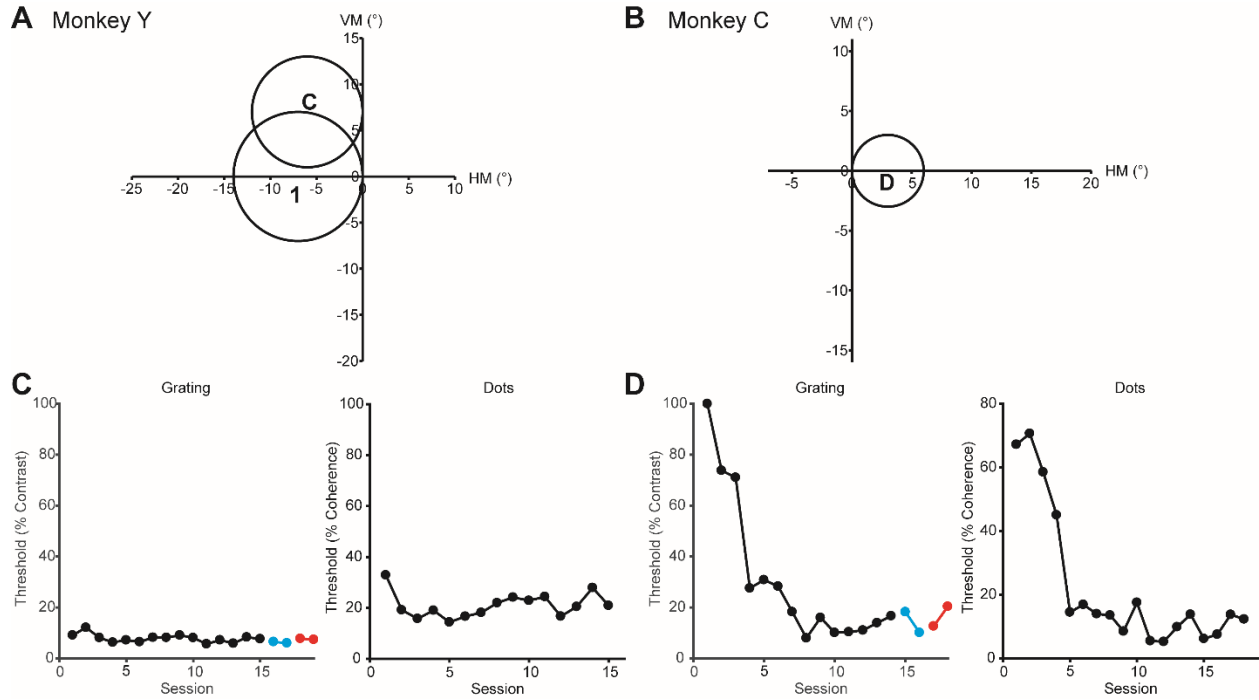 A Monkey Y
VM (°)
15
10
5
0
-5
-10
-15
-20
-25 -20 -15 -10 -5 0 5 10
HM (°)
C
1
B Monkey C
VM (°)
10
5
0
-5
-10
-15
-5 0 5 10 15 20
HM (°)
D
C
Grating
Threshold (% Contrast)
100
80
60
40
20
0
0 5 10 15
Session
Dots
Threshold (% Coherence)
100
80
60
40
20
0
0 5 10 15
Session
D
Grating
Threshold (% Contrast)
100
80
60
40
20
0
0 5 10 15
Session
Dots
Threshold (% Coherence)
80
60
40
20
0
0 5 10 15
Session